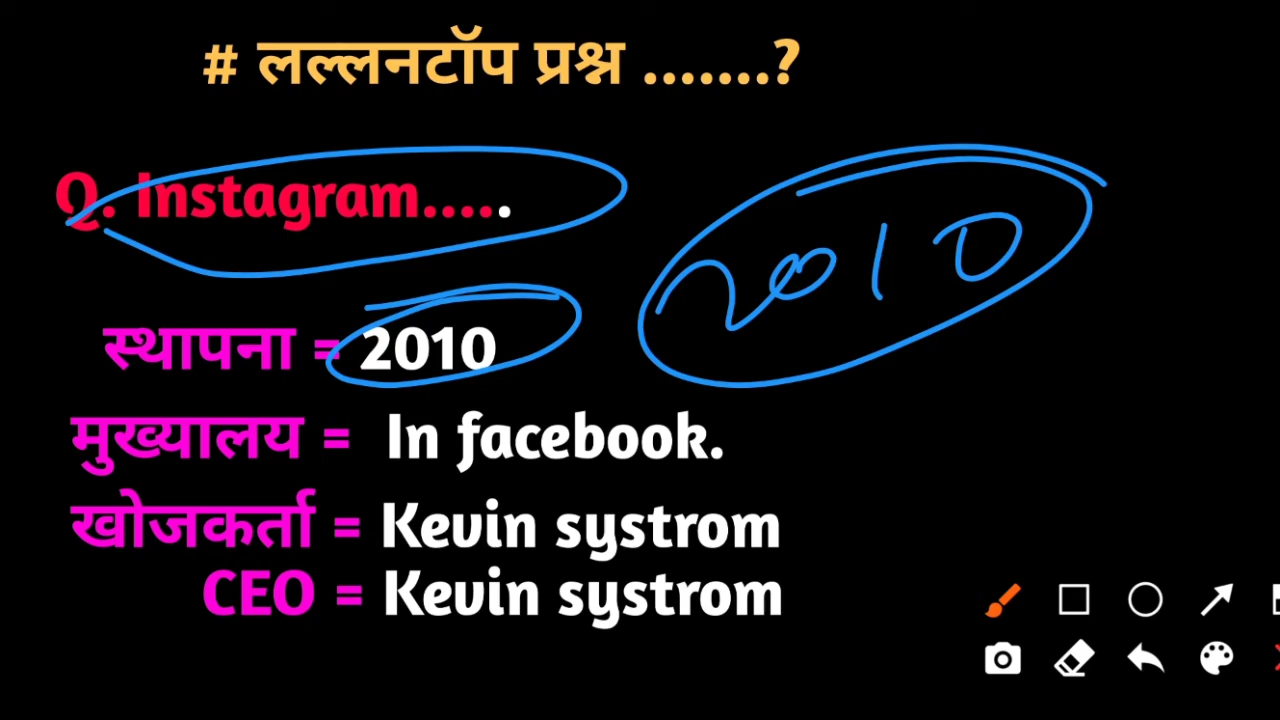 # लल्लनटॉप प्रश्न .......?
Q. Instagram.....
2010
स्थापना = 2010
मुख्यालय = In facebook.
खोजकर्ता = Kevin systrom
CEO = Kevin systrom